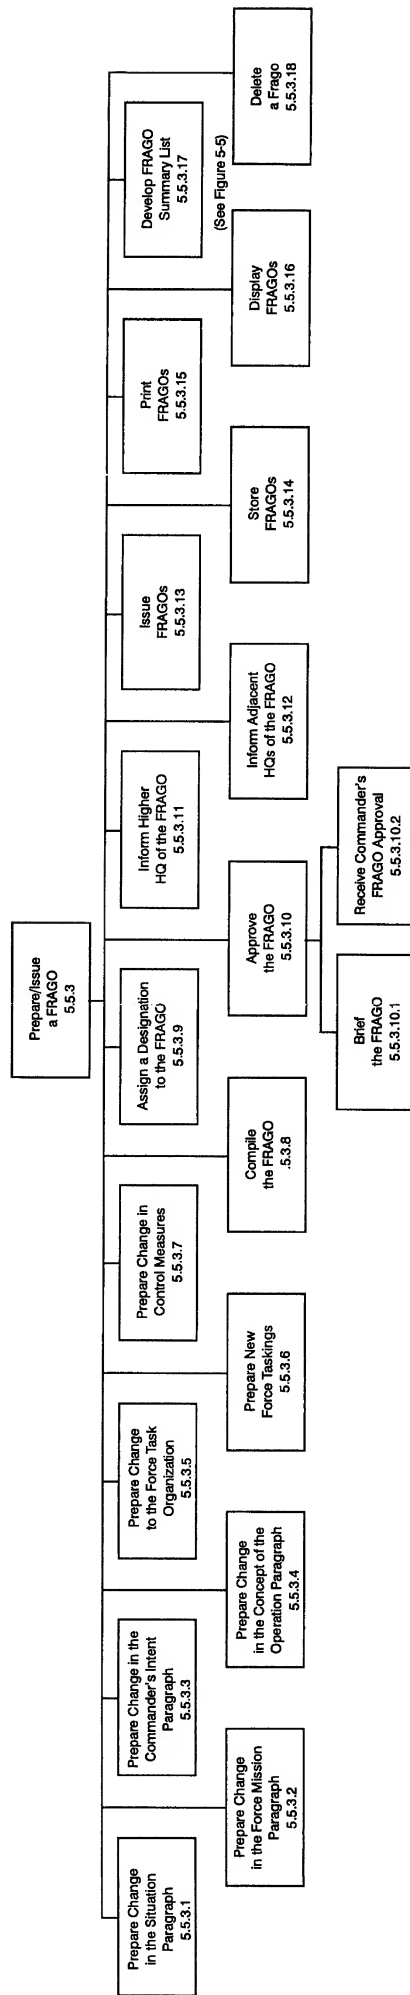 Prepare/Issue
a FRAGO
5.5.3
Prepare Change
in the Situation
Paragraph
5.5.3.1
Prepare Change
in the Force Mission
Paragraph
5.5.3.2
Prepare Change in the
Commander's Intent
Paragraph
5.5.3.3
Prepare Change
in the Concept of the
Operation Paragraph
5.5.3.4
Prepare Change
to the Force Task
Organization
5.5.3.5
Prepare New
Force Taskings
5.5.3.6
Prepare Change in
Control Measures
5.5.3.7
Compile
the FRAGO
.5.3.8
Assign a Designation
to the FRAGO
5.5.3.9
Approve
the FRAGO
5.5.3.10
Brief
the FRAGO
5.5.3.10.1
Receive Commander's
FRAGO Approval
5.5.3.10.2
Inform Higher
HQ of the FRAGO
5.5.3.11
Inform Adjacent
HQs of the FRAGO
5.5.3.12
Issue
FRAGOs
5.5.3.13
Store
FRAGOs
5.5.3.14
Print
FRAGOs
5.5.3.15
Display
FRAGOs
5.5.3.16
Develop FRAGO
Summary List
5.5.3.17
(See Figure 5-5)
Delete
a Frago
5.5.3.18